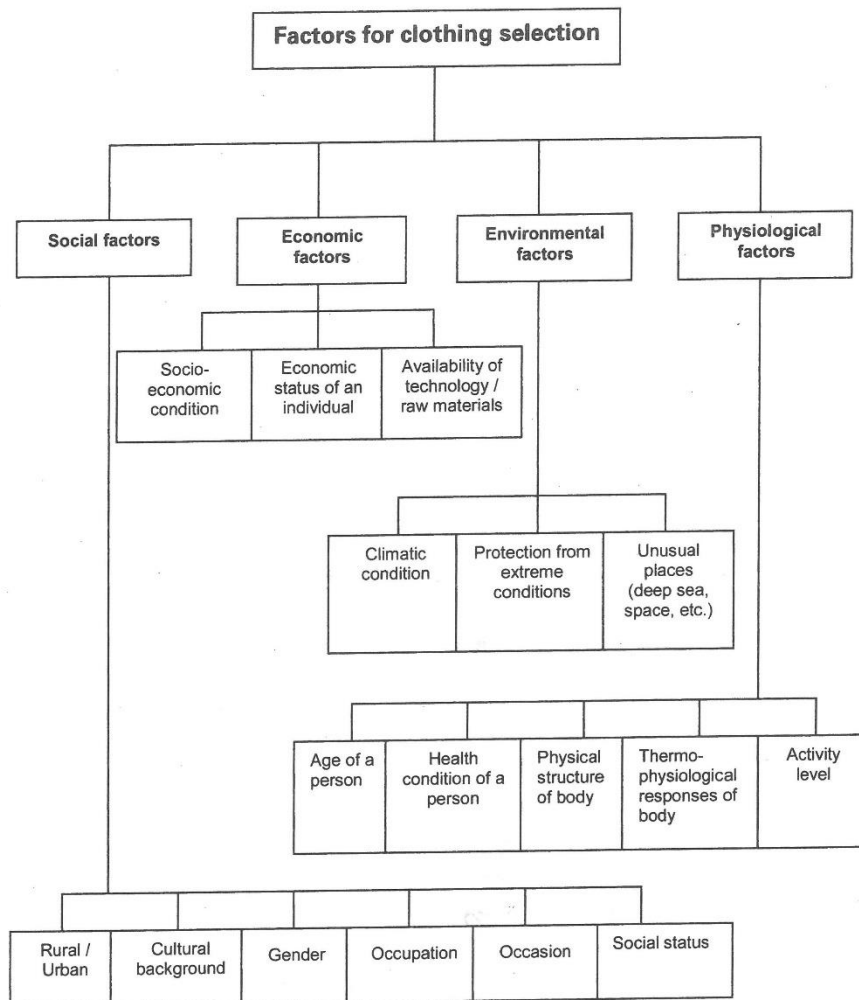 Factors for clothing selection
Social factors
Economic
factors
Environmental
factors
Physiological
factors
Socio-
economic
condition
Economic
status of an
individual
Availability of
technology /
raw materials
Climatic
condition
Protection from
extreme
conditions
Unusual
places
(deep sea,
space, etc.)
Age of a
person
Health
condition of a
person
Physical
structure
of body
Thermo-
physiological
responses of
body
Activity
level
Rural /
Urban
Cultural
background
Gender
Occupation
Occasion
Social status